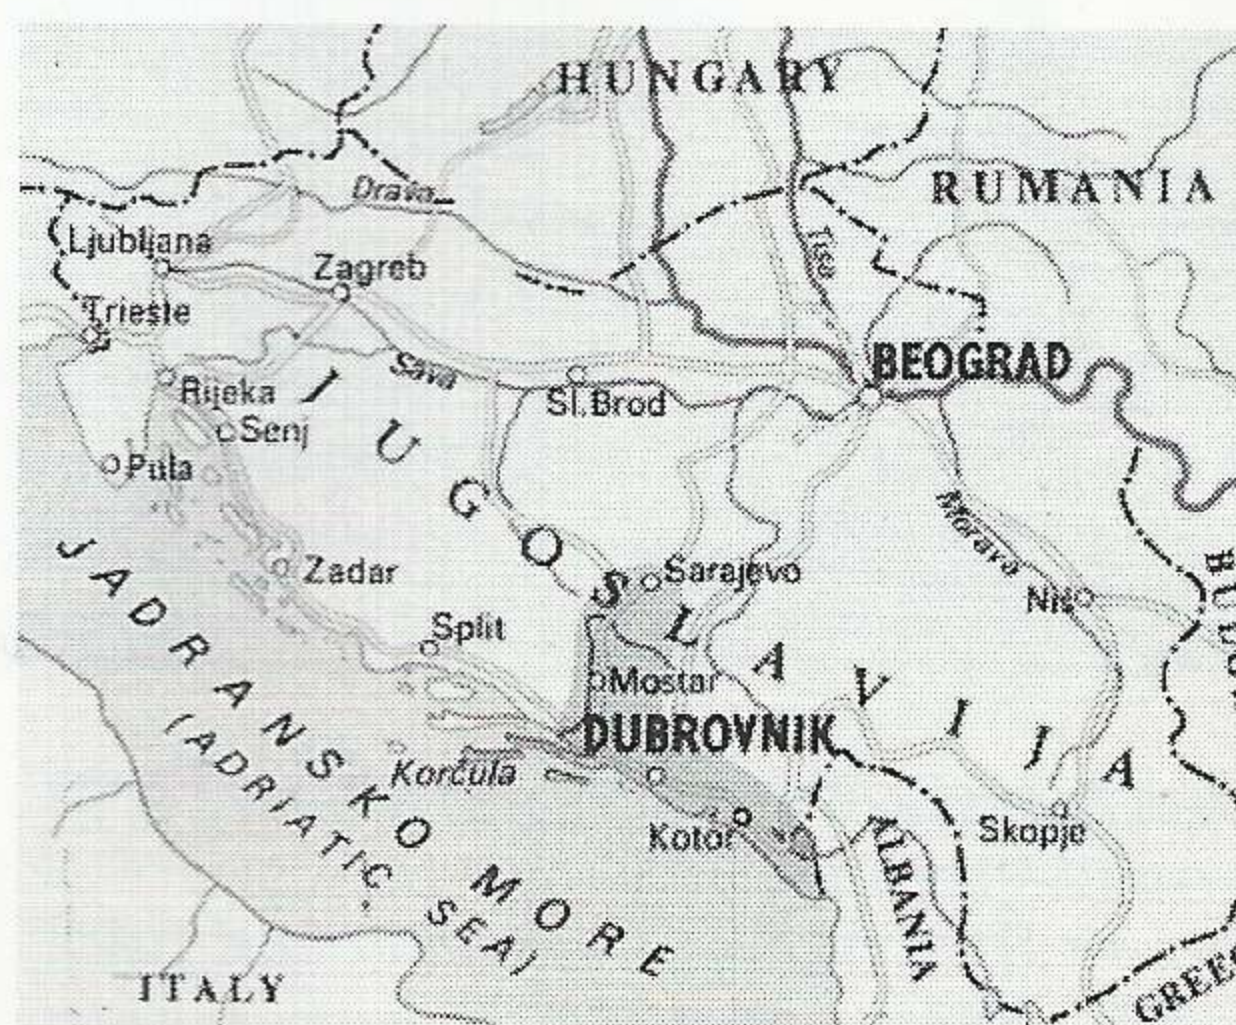 HUNGARY
RUMANIA
Drava
Ljubljana
Zagreb
Tisa
Trieste
BEOGRAD
Rijeka
Sava
Sl.Brod
Senj
Pula
JUGOSLAVIJA
Morava
Zadar
Sarajevo
Niš
Split
Mostar
DUBROVNIK
JADRANSKO MORE
(ADRIATIC SEA)
Korčula
Kotor
Skopje
ALBANIA
ITALY